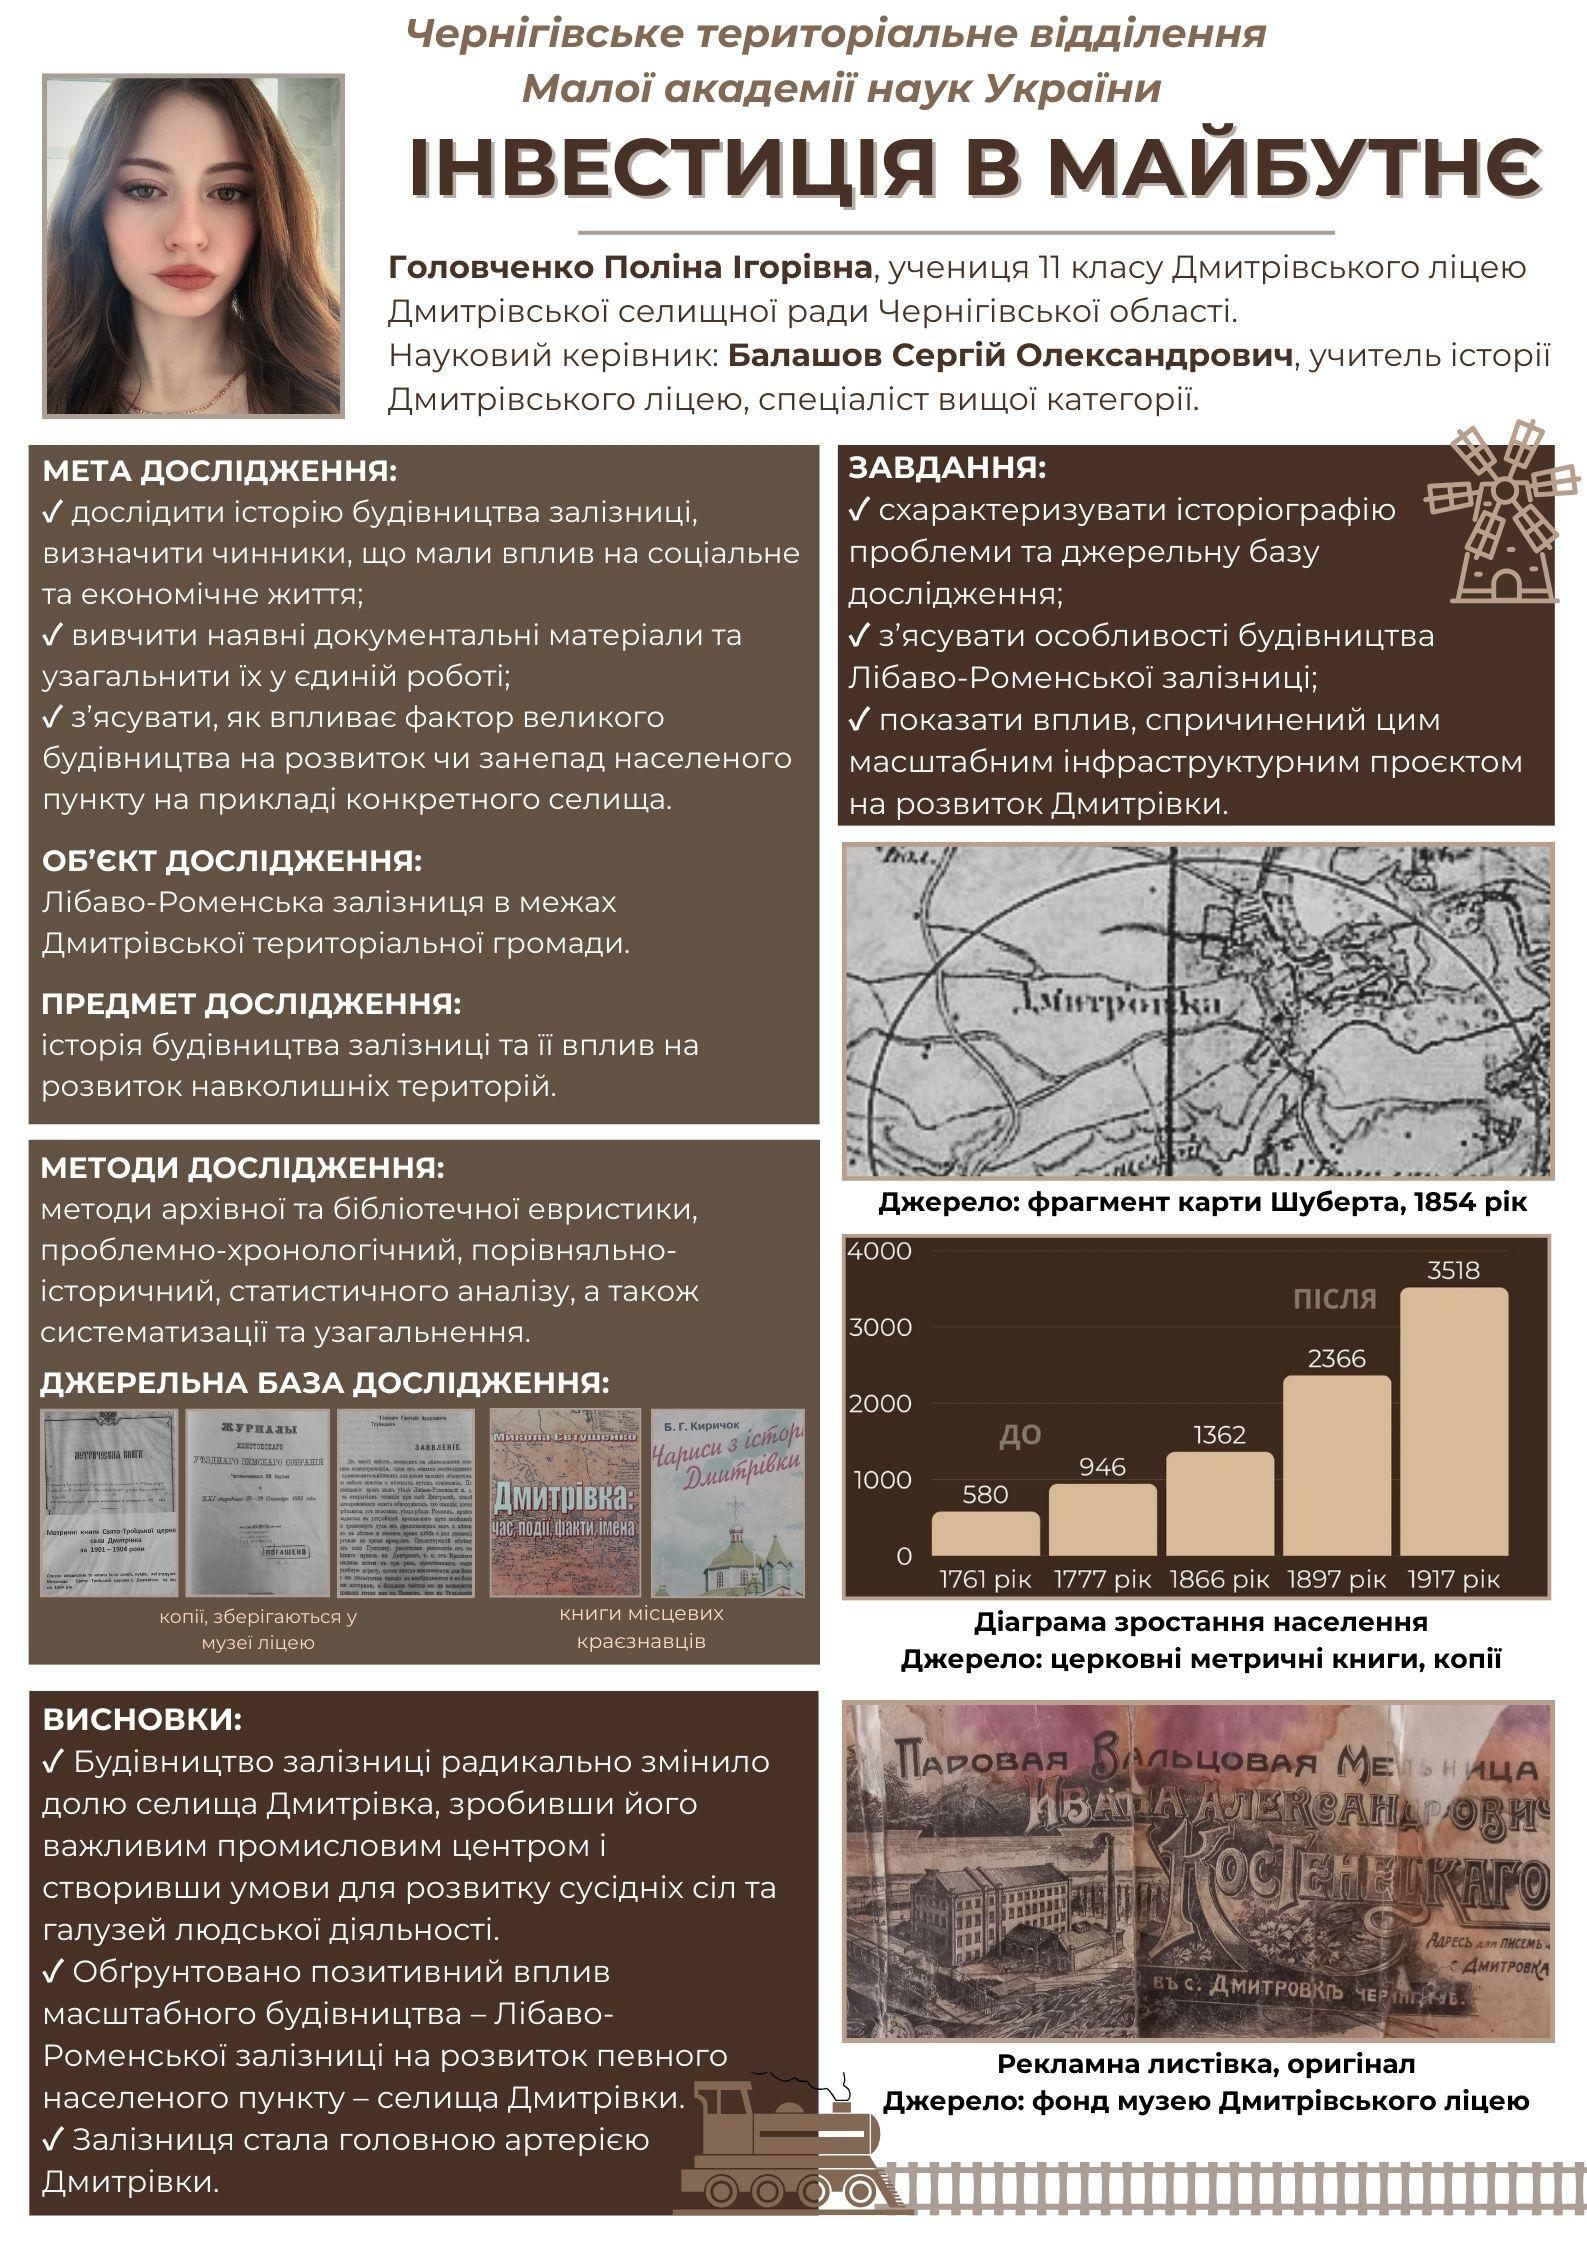 Чернігівське територіальне відділення
Малої академії наук України
ІНВЕСТИЦІЯ В МАЙБУТНЄ
Головченко Поліна Ігорівна, учениця 11 класу Дмитрівського ліцею
Дмитрівської селищної ради Чернігівської області.
Науковий керівник: Балашов Сергій Олександрович, учитель історії
Дмитрівського ліцею, спеціаліст вищої категорії.
МЕТА ДОСЛІДЖЕННЯ:
✓ дослідити історію будівництва залізниці,
визначити чинники, що мали вплив на соціальне
та економічне життя;
✓ вивчити наявні документальні матеріали та
узагальнити їх у єдиній роботі;
✓ з’ясувати, як впливає фактор великого
будівництва на розвиток чи занепад населеного
пункту на прикладі конкретного селища.
ОБ’ЄКТ ДОСЛІДЖЕННЯ:
Лібаво-Роменська залізниця в межах
Дмитрівської територіальної громади.
ПРЕДМЕТ ДОСЛІДЖЕННЯ:
історія будівництва залізниці та її вплив на
розвиток навколишніх територій.
МЕТОДИ ДОСЛІДЖЕННЯ:
методи архівної та бібліотечної евристики,
проблемно-хронологічний, порівняльно-
історичний, статистичного аналізу, а також
систематизації та узагальнення.
ДЖЕРЕЛЬНА БАЗА ДОСЛІДЖЕННЯ:
Метричні книги Свято-Троїцької церкв
села Дмитрівка
за 1901 – 1904 роки
ЖУРНАЛЫ
КОНОТОПСКАГО
УѢЗДНАГО ЗЕМСКАГО СОБРАНІЯ
ЗАЯВЛЕНІЕ
Микола Євтушенко
Дмитрівка:
час, події, факти, імена
Б. Г. Киричок
Нариси з історі
Дмитрівки
копії, зберігаються у
музеї ліцею
книги місцевих
краєзнавців
ВИСНОВКИ:
✓ Будівництво залізниці радикально змінило
долю селища Дмитрівка, зробивши його
важливим промисловим центром і
створивши умови для розвитку сусідніх сіл та
галузей людської діяльності.
✓ Обґрунтовано позитивний вплив
масштабного будівництва – Лібаво-
Роменської залізниці на розвиток певного
населеного пункту – селища Дмитрівки.
✓ Залізниця стала головною артерією
Дмитрівки.
ЗАВДАННЯ:
✓ схарактеризувати історіографію
проблеми та джерельну базу
дослідження;
✓ з’ясувати особливості будівництва
Лібаво-Роменської залізниці;
✓ показати вплив, спричинений цим
масштабним інфраструктурним проєктом
на розвиток Дмитрівки.
Дмитровка
Джерело: фрагмент карти Шуберта, 1854 рік
4000
3000
2000
1000
0
ДО
ПІСЛЯ
580
946
1362
2366
3518
1761 рік 1777 рік 1866 рік 1897 рік 1917 рік
Діаграма зростання населення
Джерело: церковні метричні книги, копії
ПАРОВАЯ ВАЛЬЦОВАЯ МЕЛЬНИЦА
ИВАНА АЛЕКСАНДРОВИЧ
КОСТЕНЕЦКАГО
АДРЕСЪ для ПИСЕМЪ
с. ДМИТРОВКА
ВЪ С. ДМИТРОВКѢ ЧЕРНИГ. ГУБ.
Рекламна листівка, оригінал
Джерело: фонд музею Дмитрівського ліцею